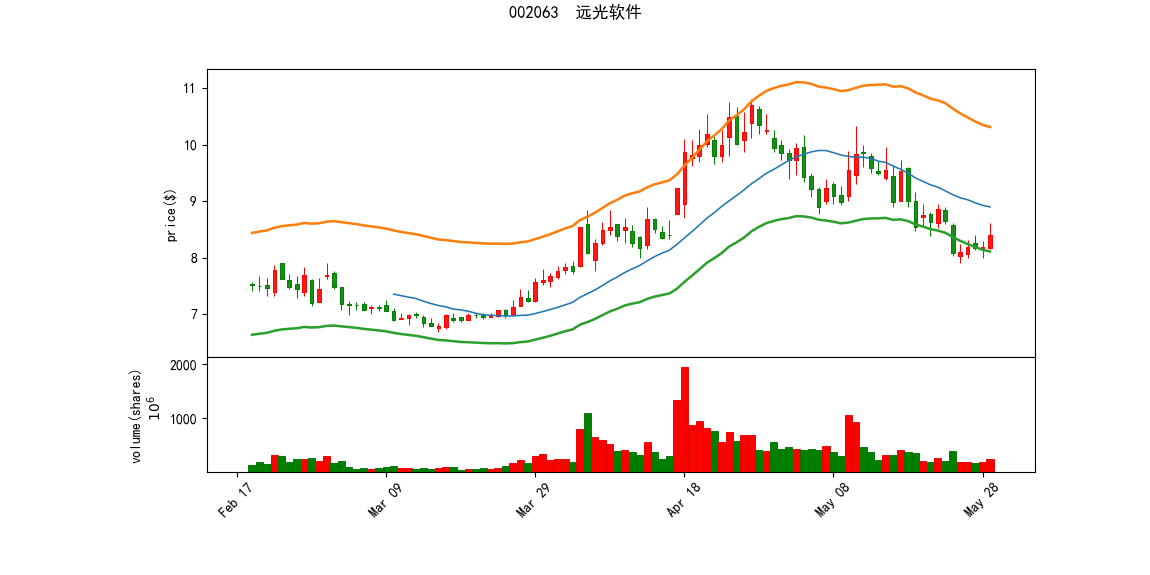 002063  远光软件
price($)
11
10
9
8
7
volume(shares)
10^6
2000
1000
Feb 17
Mar 09
Mar 29
Apr 18
May 08
May 28